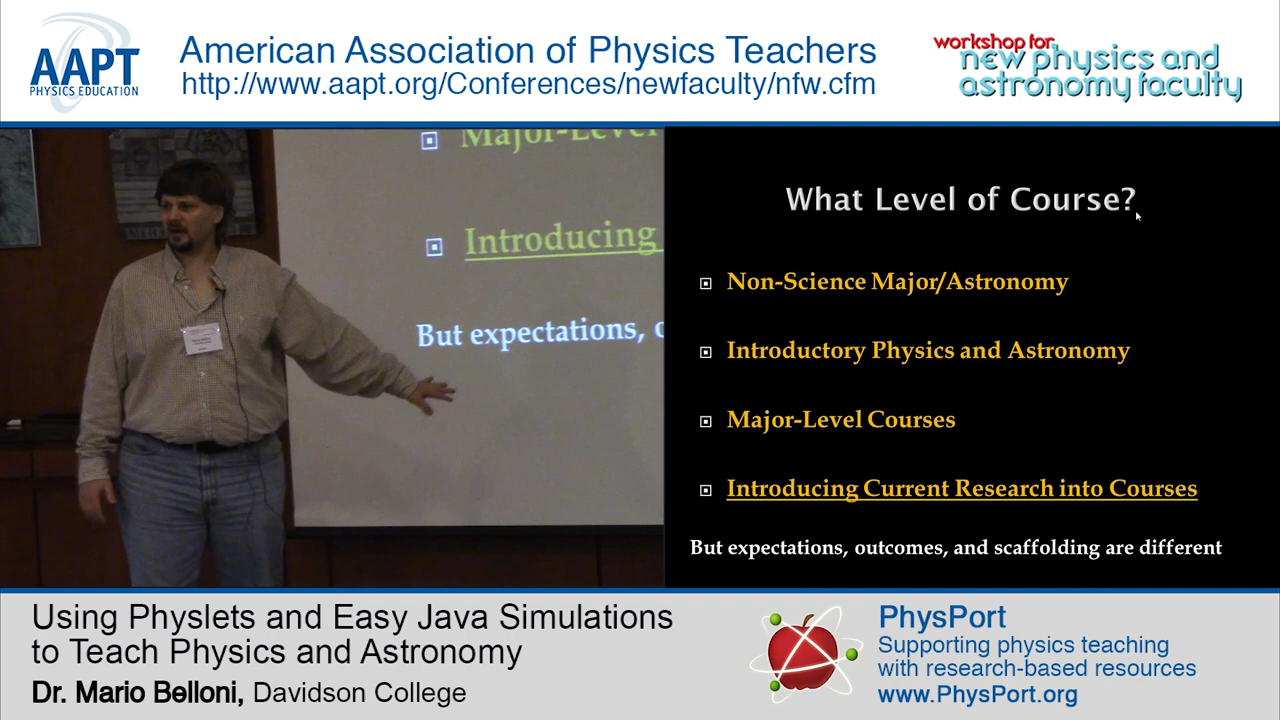 AAPT
PHYSICS EDUCATION
American Association of Physics Teachers
http://www.aapt.org/Conferences/newfaculty/nfw.cfm
workshop for
new physics and
astronomy faculty
Major-Level
Introducing
But expectations,
What Level of Course?
Non-Science Major/Astronomy
Introductory Physics and Astronomy
Major-Level Courses
Introducing Current Research into Courses
But expectations, outcomes, and scaffolding are different
Using Physlets and Easy Java Simulations
to Teach Physics and Astronomy
Dr. Mario Belloni, Davidson College
PhysPort
Supporting physics teaching
with research-based resources
www.PhysPort.org